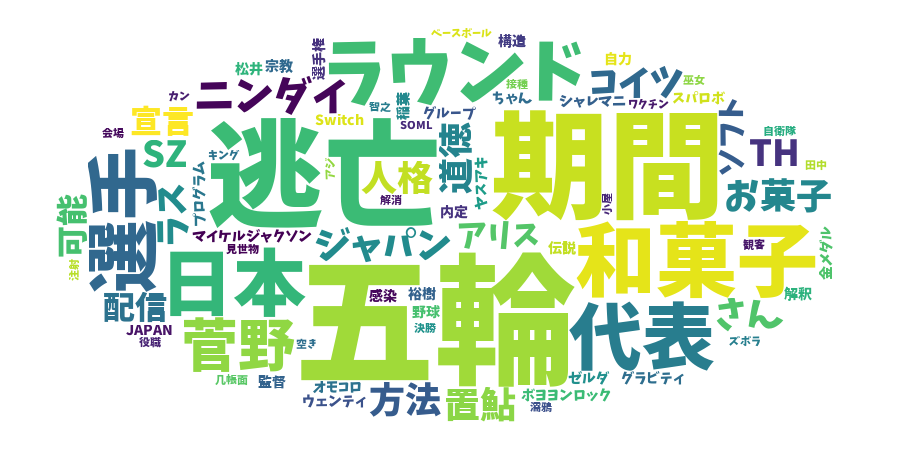 ベースボール
選手権
構造
ラウンド
自力
松井
宗教
コイツ
巫女
接種
カン
ニンダイ
智之
稲葉
ちゃん
シャレマニ
ワクチン
スパロボ
グループ
宣言
Switch
SOML
ソフト
会場
逃亡
道徳
期間
自衛隊
SZ
キング
TH
アジ
人格
ヤスアキ
田中
選手
ラス
プログラム
解消
内定
小屋
お菓子
可能
マイケルジャクソン
ジャパン
アリス
和菓子
見世物
伝説
観客
金メダル
注射
日本
五輪
配信
感染
裕樹
解釈
野球
代表
さん
JAPAN
菅野
決勝
役職
空き
ズボラ
几帳面
監督
オモコロ
ゼルダ
グラビティ
ウェンティ
方法
置鮎
ボヨヨンロック
溺鴉